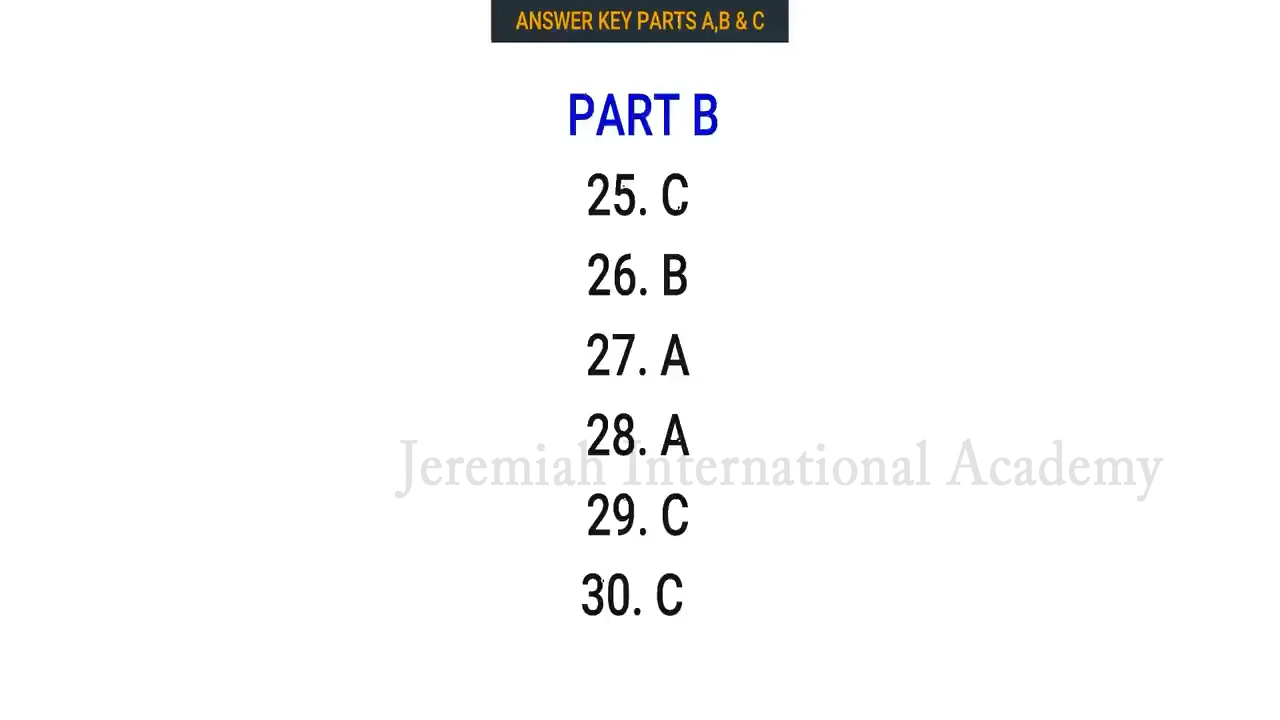 ANSWER KEY PARTS A,B & C
PART B
25. C
26. B
27. A
28. A
Jeremiah International Academy
29. C
30. C